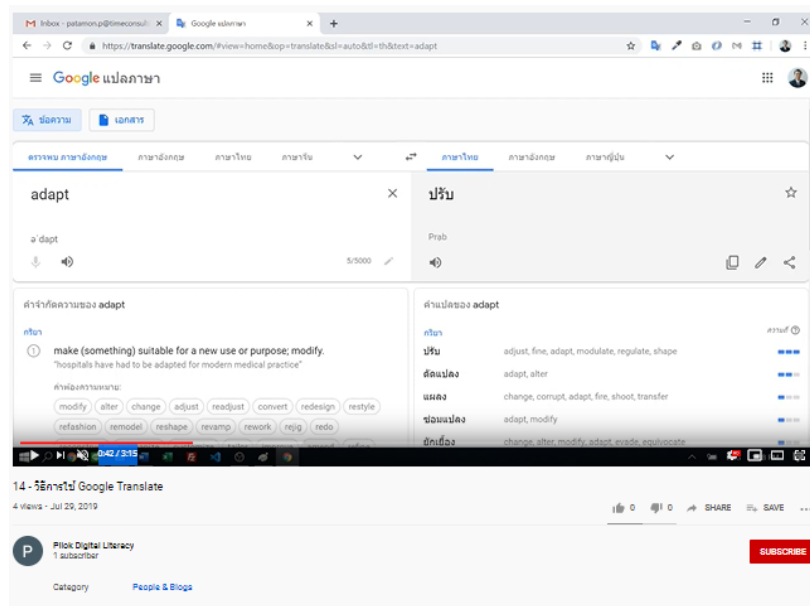 Inbox - patamon.p@timeconsult
Google แปลภาษา
https://translate.google.com/#view=home&op=translate&sl=auto&tl=th&text=adapt
Google แปลภาษา
ข้อความ
เอกสาร
ตรวจพบ ภาษาอังกฤษ ภาษาอังกฤษ ภาษาไทย ภาษาจีน
ภาษาไทย ภาษาอังกฤษ ภาษาญี่ปุ่น
adapt
ปรับ
əˈdapt
Prab
5/5000
คำจำกัดความของ adapt
คำแปลของ adapt
กริยา
กริยา ความถี่
1 make (something) suitable for a new use or purpose; modify.
"hospitals have had to be adapted for modern medical practice"
คำพ้องความหมาย:
modify alter change adjust readjust convert redesign restyle
refashion remodel reshape revamp rework rejig redo
ปรับ adjust, fine, adapt, modulate, regulate, shape
ดัดแปลง adapt, alter
แผลง change, corrupt, adapt, fire, shoot, transfer
ซ่อมแปลง adapt, modify
ยักเยื้อง change, alter, modify, adapt, evade, equivocate
0:42 / 3:15
14 - วิธีการใช้ Google Translate
4 views - Jul 29, 2019
0 0 SHARE SAVE
P
Pilok Digital Literacy
1 subscriber
SUBSCRIBE
Category People & Blogs